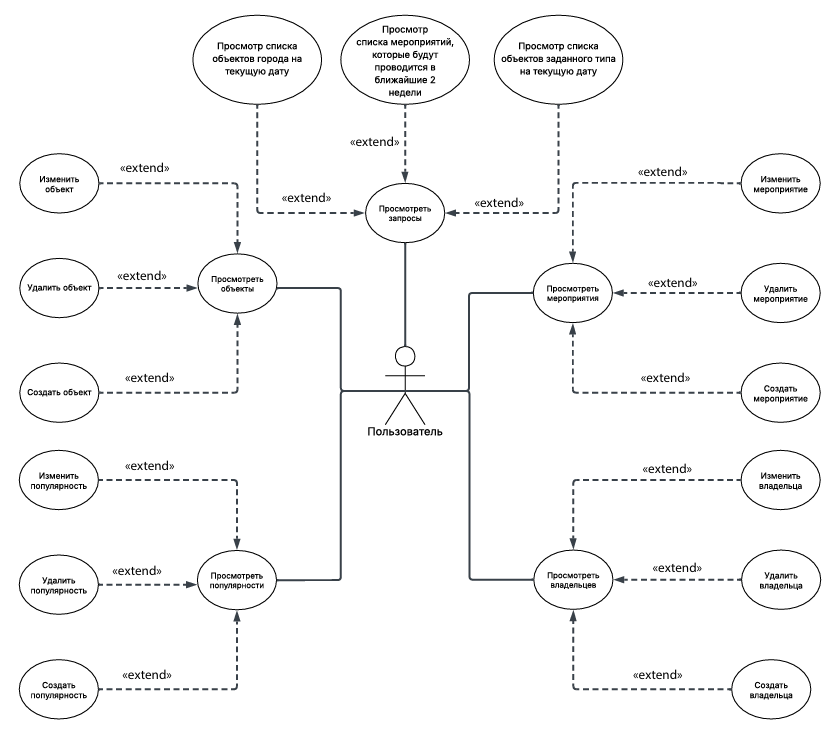 Просмотр списка
объектов города на
текущую дату
Просмотр
списка мероприятий,
которые будут
проводится в
ближайшие 2
недели
Просмотр списка
объектов заданного типа
на текущую дату
«extend»
«extend»
«extend»
Просмотреть
запросы
Изменить
объект
«extend»
Удалить объект
«extend»
Просмотреть
объекты
Создать объект
«extend»
«extend»
Изменить
мероприятие
Просмотреть
мероприятия
«extend»
Удалить
мероприятие
«extend»
Создать
мероприятие
Пользователь
Изменить
популярность
«extend»
Удалить
популярность
«extend»
Просмотреть
популярности
Создать
популярность
«extend»
«extend»
Изменить
владельца
Просмотреть
владельцев
«extend»
Удалить
владельца
«extend»
Создать
владельца